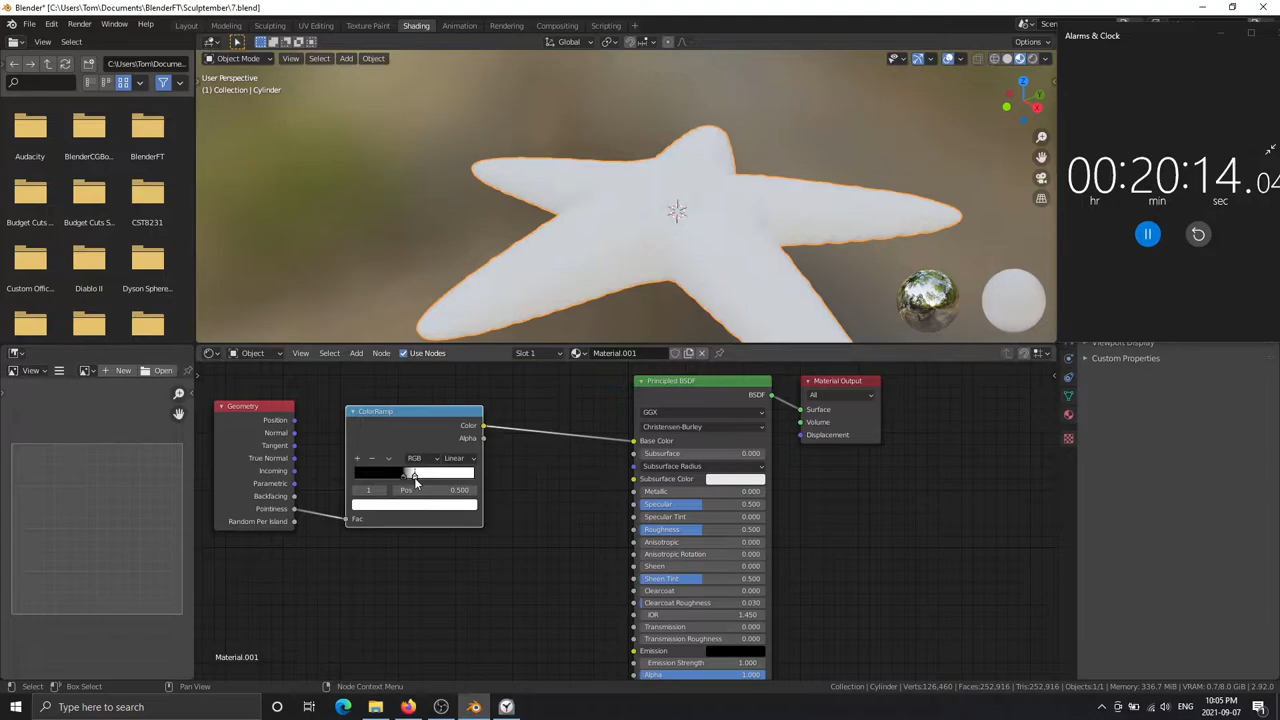 Blender* [C:\Users\Tom\Documents\BlenderFT\Sculptember\7.blend]
File Edit Render Window Help Layout Modeling Sculpting UV Editing Texture Paint Shading Animation Rendering Compositing Scripting Scen
View Select C:\Users\Tom\Docume... Global Options
Object Mode View Select Add Object
User Perspective
(1) Collection | Cylinder
Z
Y
X
Audacity BlenderCGBo... BlenderFT
Budget Cuts ... Budget Cuts S... CST8231
Custom Offic... Diablo II Dyson Sphere...
Alarms & Clock
00:20:14.04
hr min sec
View New Open
Object View Select Add Node Use Nodes Slot 1 Material.001
Geometry
Position
Normal
Tangent
True Normal
Incoming
Parametric
Backfacing
Pointiness
Random Per Island
ColorRamp
Color
Alpha
RGB Linear
1 Pos 0.500
Fac
Principled BSDF
BSDF
GGX
Christensen-Burley
Base Color
Subsurface 0.000
Subsurface Radius
Subsurface Color
Metallic 0.000
Specular 0.500
Specular Tint 0.000
Roughness 0.500
Anisotropic 0.000
Anisotropic Rotation 0.000
Sheen 0.000
Sheen Tint 0.500
Clearcoat 0.000
Clearcoat Roughness 0.030
IOR 1.450
Transmission 0.000
Transmission Roughness 0.000
Emission
Emission Strength 1.000
Alpha 1.000
Material Output
All
Surface
Volume
Displacement
Viewport Display
Custom Properties
Material.001
Select Box Select Pan View Node Context Menu Collection | Cylinder | Verts:126,460 | Faces:252,916 | Tris:252,916 | Objects:1/1 | Memory: 336.7 MiB | VRAM: 0.7/8.0 GiB | 2.92.0
Type here to search
10:05 PM
2021-09-07
1